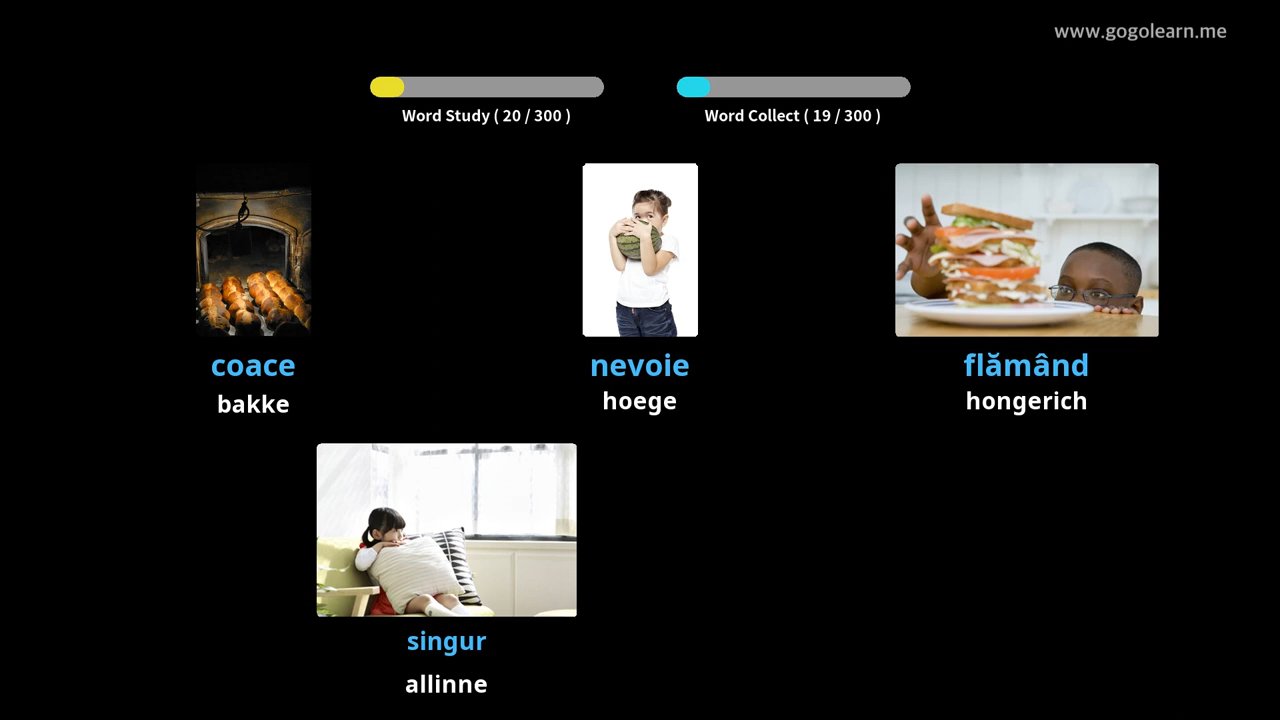 www.gogolearn.me
Word Study ( 20 / 300 )
Word Collect ( 19 / 300 )
coace
bakke
nevoie
hoege
flămând
hongerich
singur
allinne